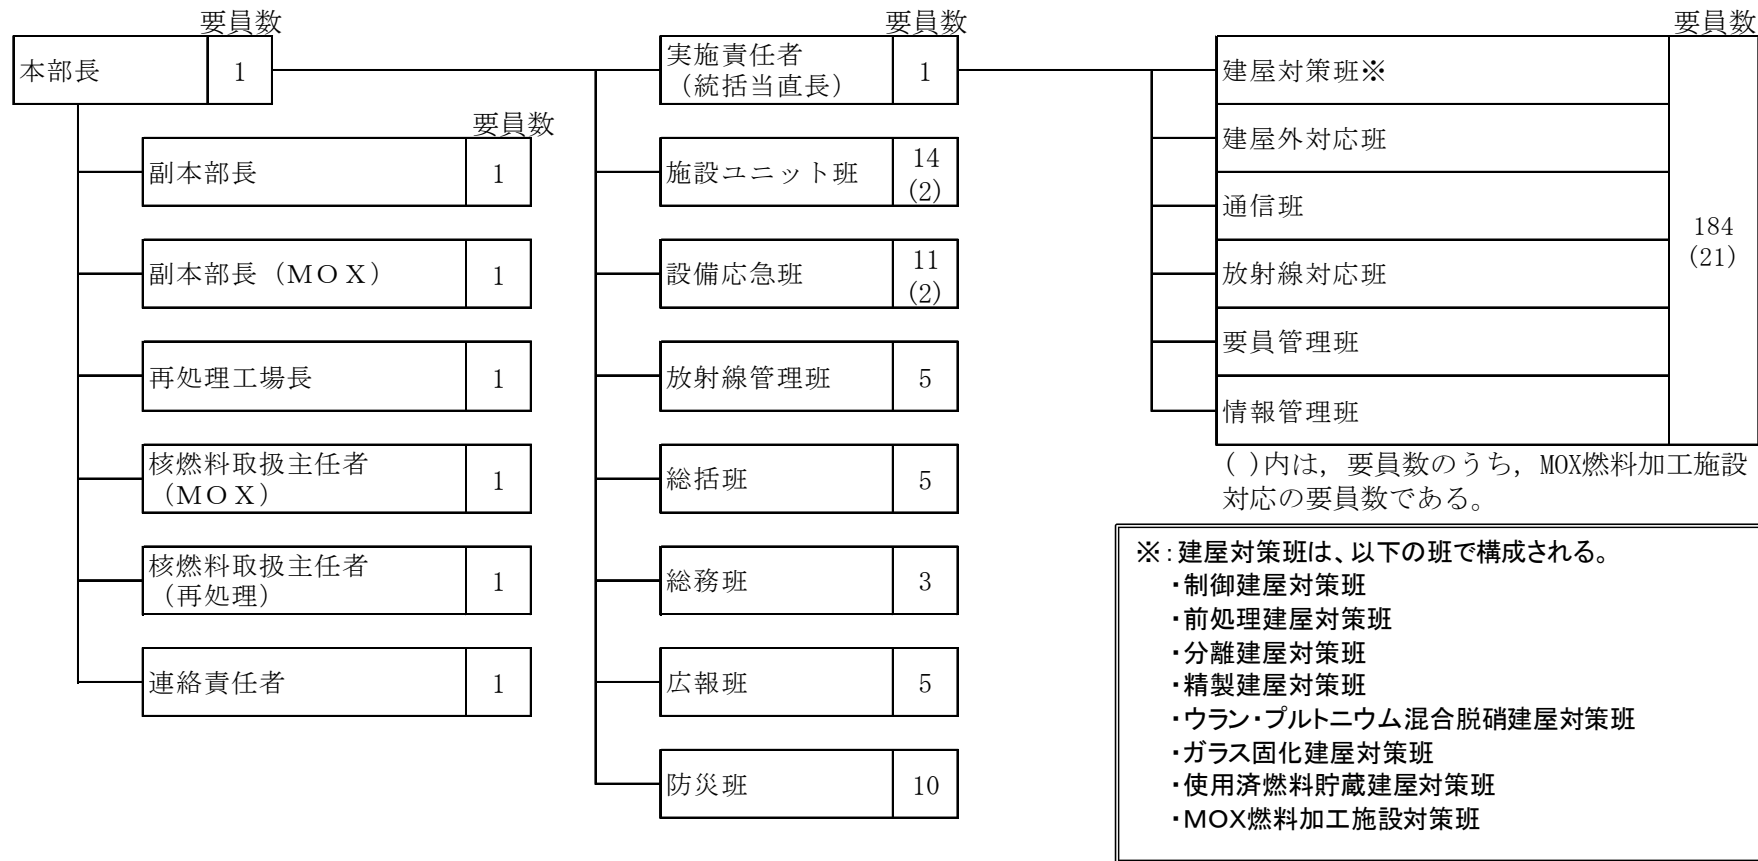 要員数
本部長 1
要員数
副本部長 1
副本部長（ＭＯＸ） 1
再処理工場長 1
核燃料取扱主任者
（ＭＯＸ） 1
核燃料取扱主任者
（再処理） 1
連絡責任者 1
要員数
実施責任者
（統括当直長） 1
施設ユニット班 14
(2)
設備応急班 11
(2)
放射線管理班 5
総括班 5
総務班 3
広報班 5
防災班 10
要員数
建屋対策班※
建屋外対応班
通信班
放射線対応班
要員管理班
情報管理班
184
(21)
( )内は，要員数のうち，MOX燃料加工施設
対応の要員数である。
※：建屋対策班は、以下の班で構成される。
・制御建屋対策班
・前処理建屋対策班
・分離建屋対策班
・精製建屋対策班
・ウラン・プルトニウム混合脱硝建屋対策班
・ガラス固化建屋対策班
・使用済燃料貯蔵建屋対策班
・MOX燃料加工施設対策班